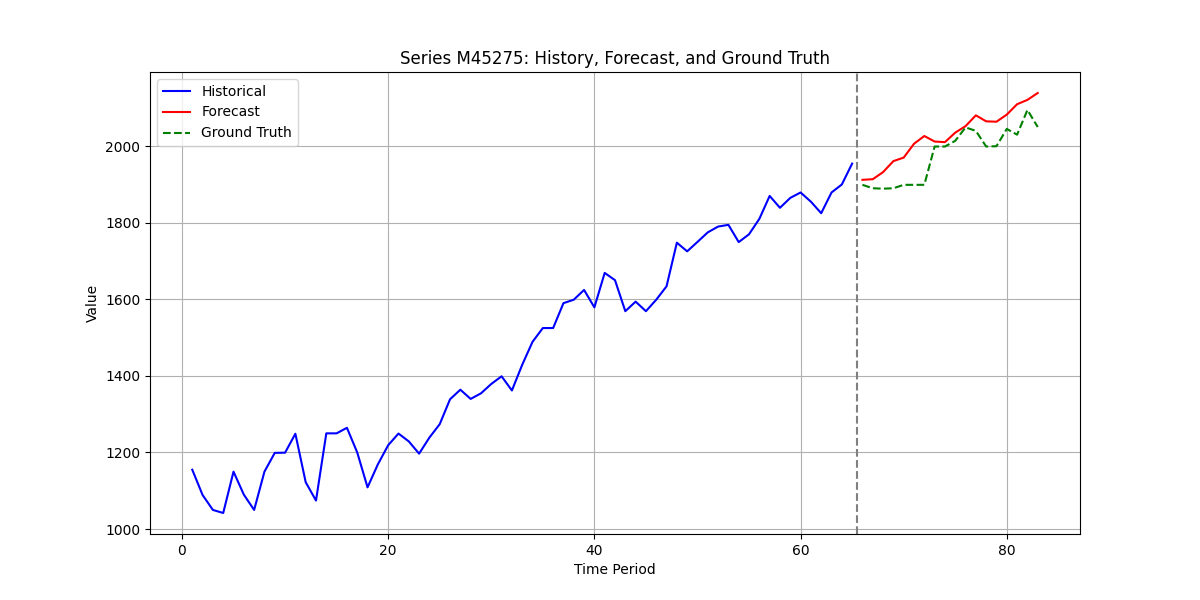 Series M45275: History, Forecast, and Ground Truth
Historical
Forecast
Ground Truth
Value
2000
1800
1600
1400
1200
1000
0 20 40 60 80
Time Period